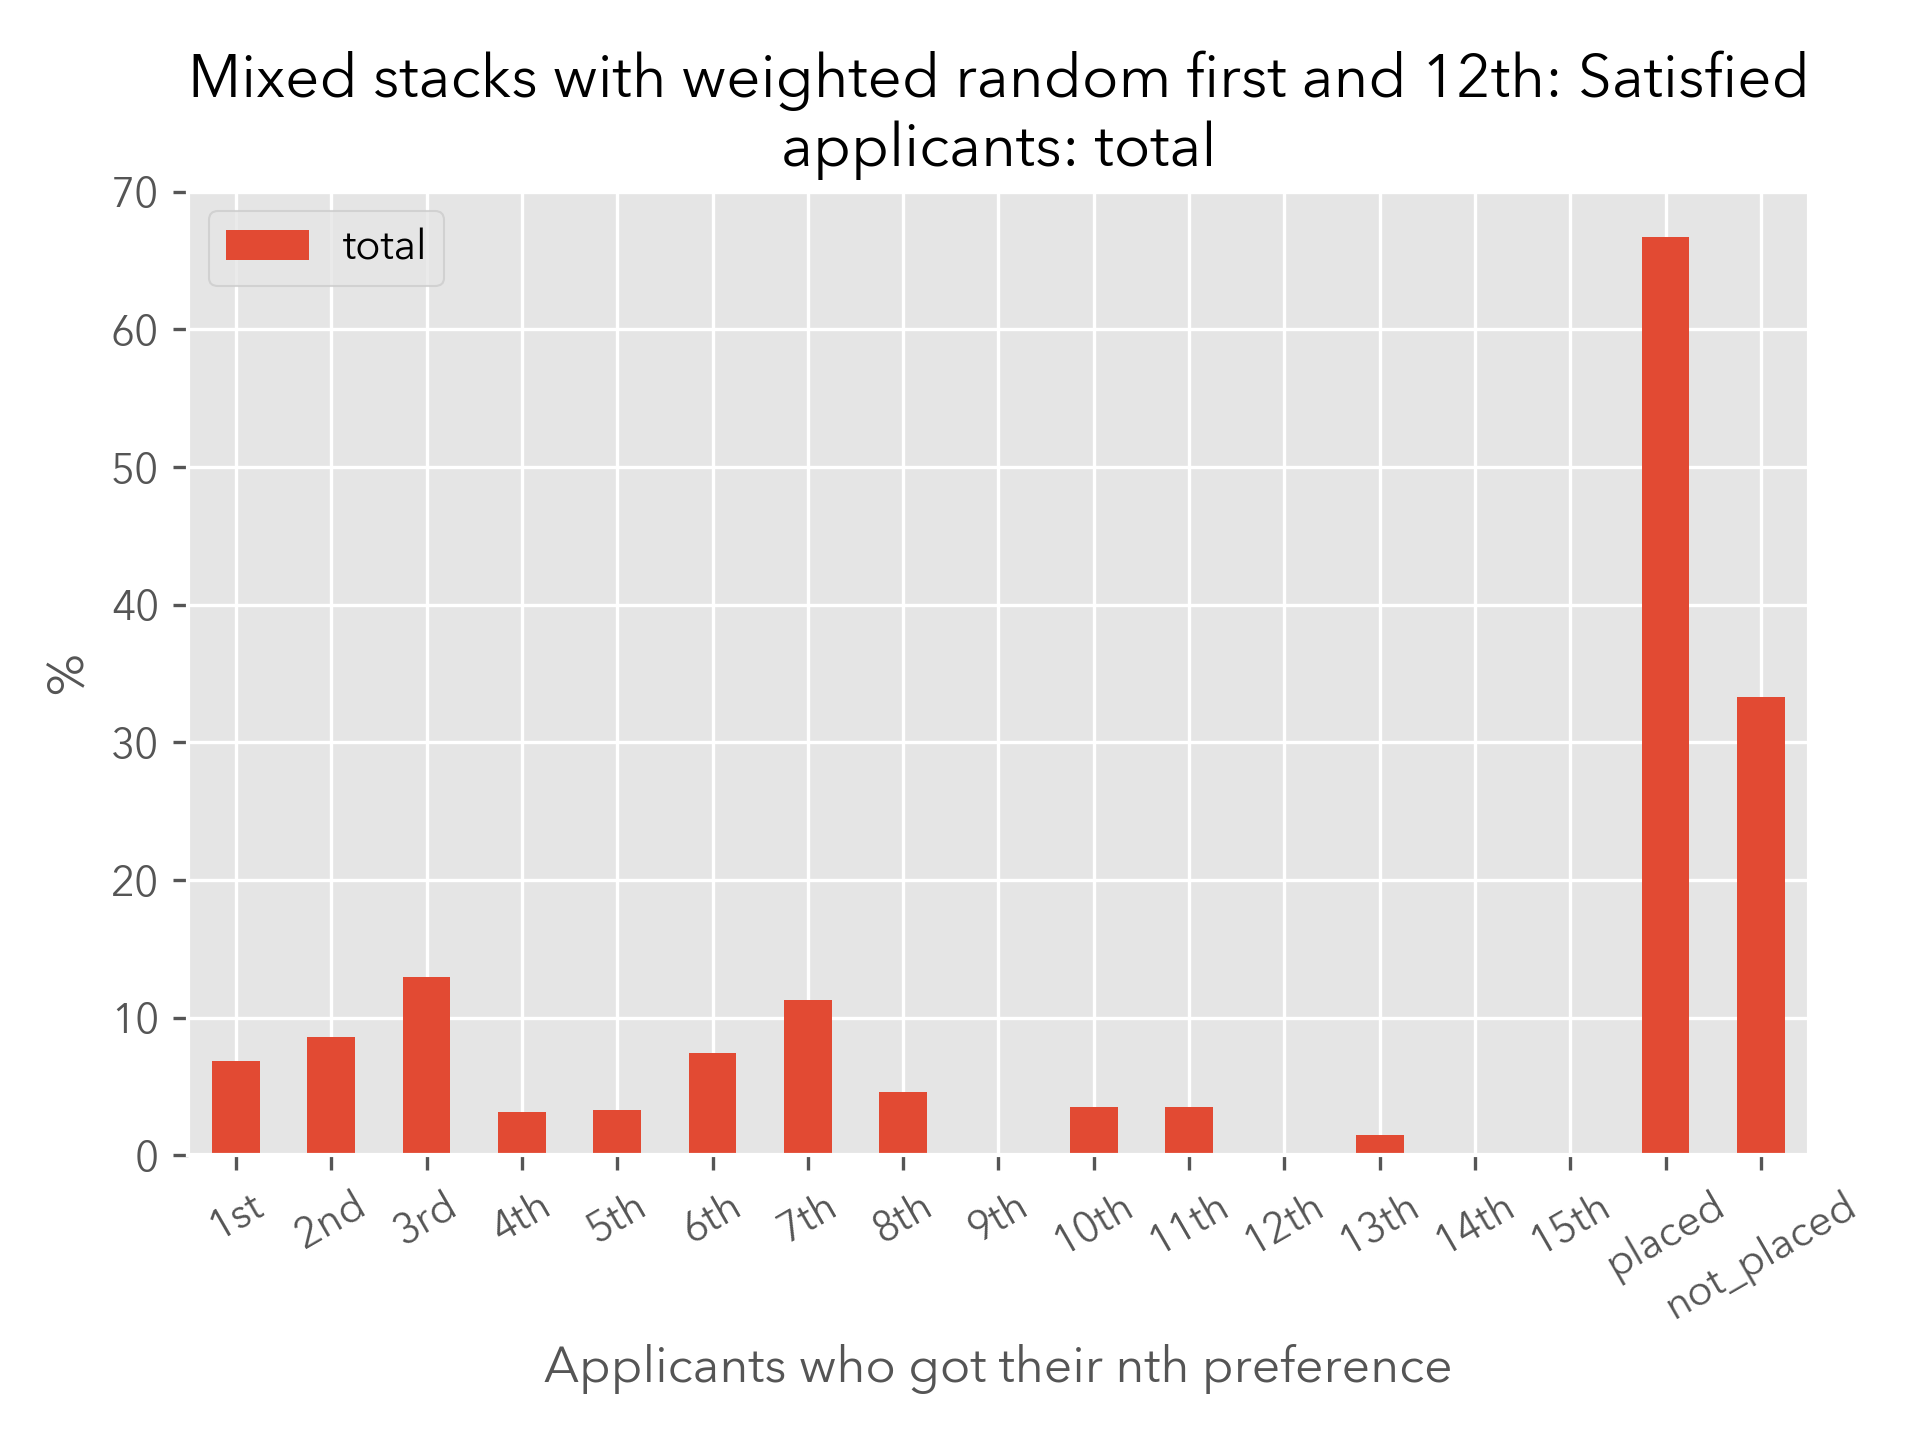 Mixed stacks with weighted random first and 12th: Satisfied
applicants: total
70
60
50
40
30
20
10
0
%
total
1st
2nd
3rd
4th
5th
6th
7th
8th
9th
10th
11th
12th
13th
14th
15th
placed
not_placed
Applicants who got their nth preference